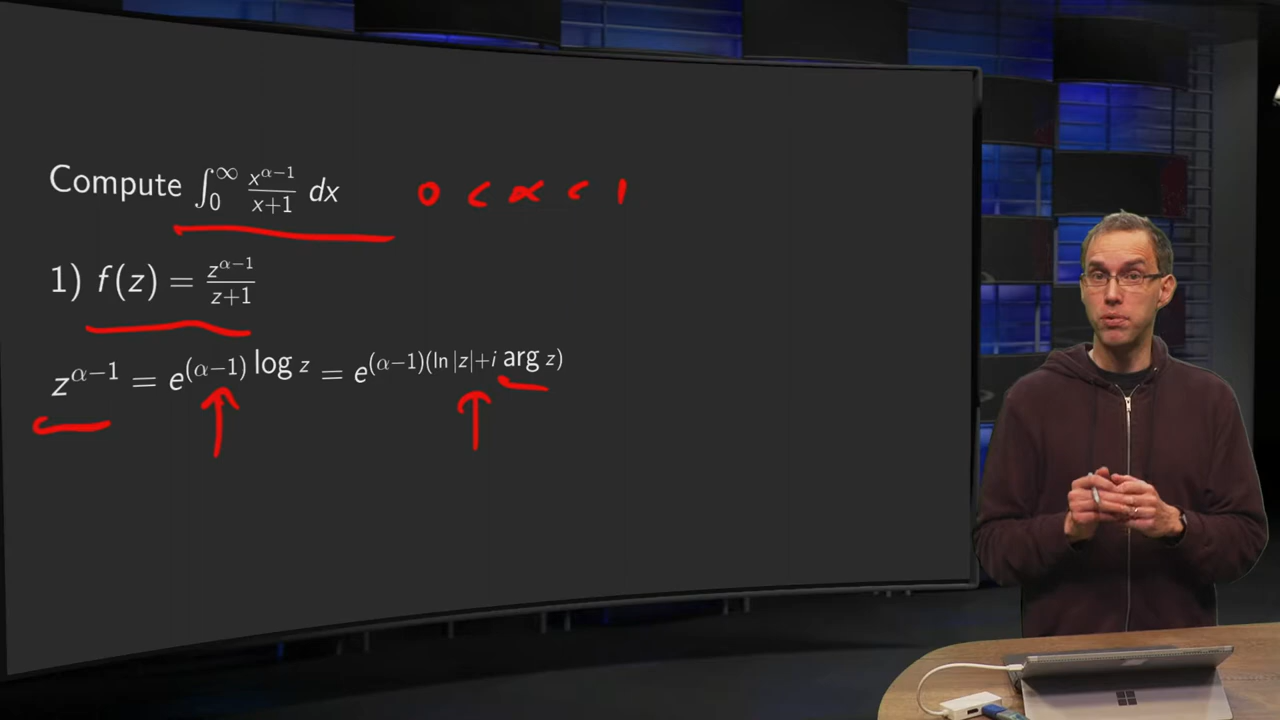 Compute ∫₀^∞ x^{α−1}/(x+1) dx 0 < α < 1
1) f(z) = z^{α−1}/(z+1)
z^{α−1} = e^{(α−1) log z} = e^{(α−1)(ln |z|+i arg z)}